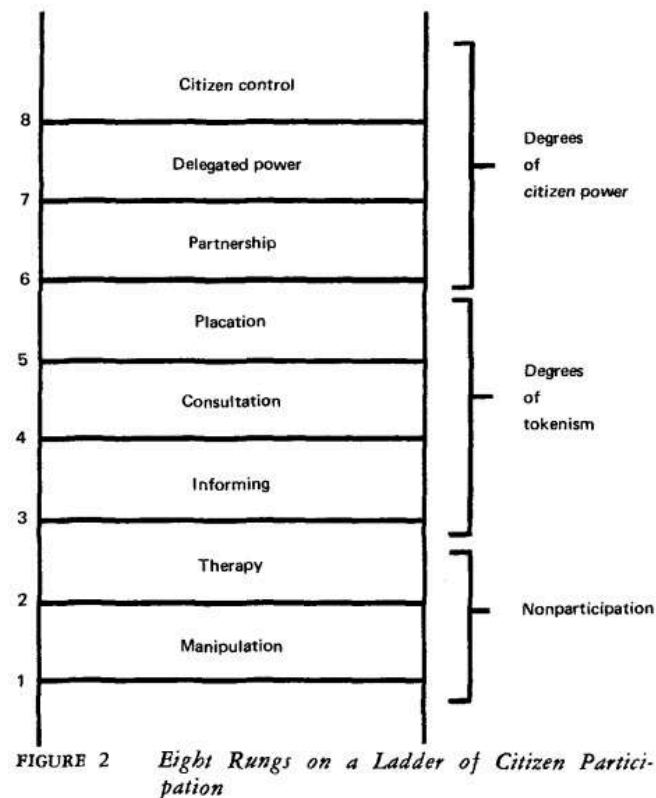 Citizen control
8
Delegated power
7
Partnership
6
Placation
5
Consultation
4
Informing
3
Therapy
2
Manipulation
1
Degrees
of
citizen power
Degrees
of
tokenism
Nonparticipation
FIGURE 2 Eight Rungs on a Ladder of Citizen Partici-
pation